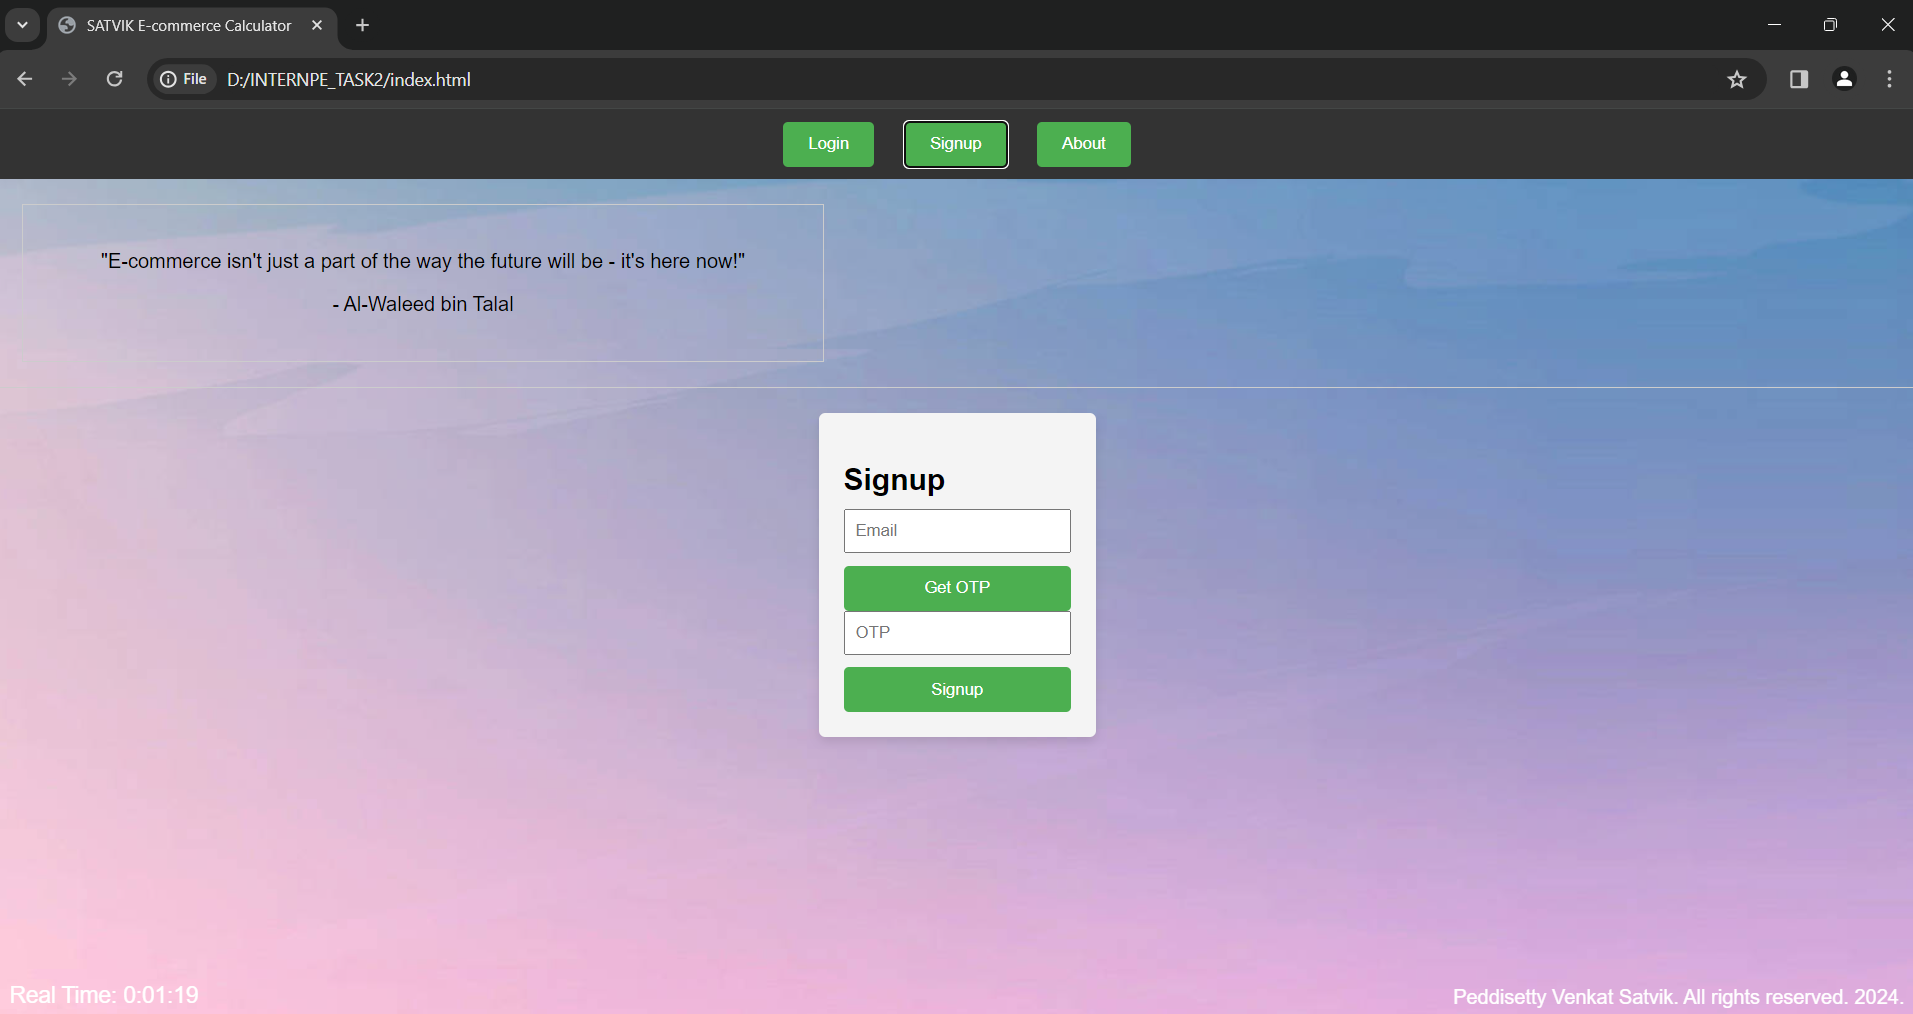 SATVIK E-commerce Calculator
File D:/INTERNPE_TASK2/index.html
Login Signup About
"E-commerce isn't just a part of the way the future will be - it's here now!"
- Al-Waleed bin Talal
Signup
Email
Get OTP
OTP
Signup
Real Time: 0:01:19
Peddisetty Venkat Satvik. All rights reserved. 2024.